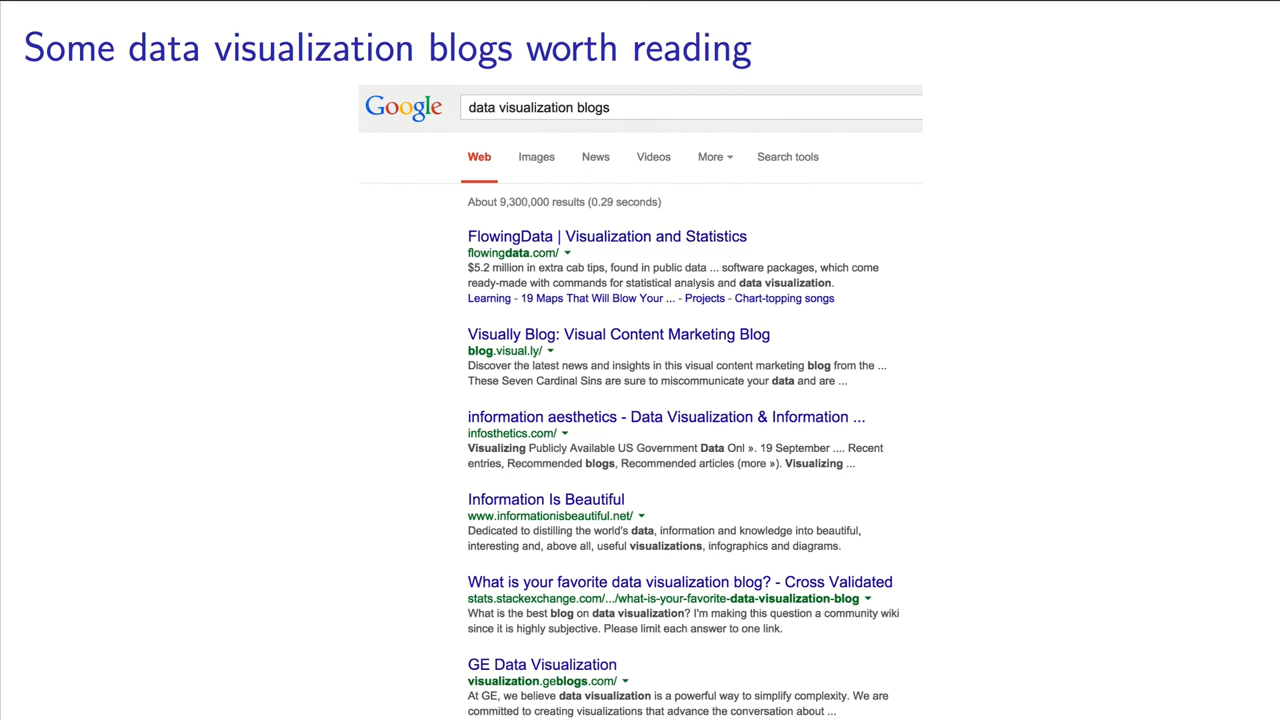 Some data visualization blogs worth reading
Google
data visualization blogs
Web Images News Videos More Search tools
About 9,300,000 results (0.29 seconds)
FlowingData | Visualization and Statistics
flowingdata.com/
$5.2 million in extra cab tips, found in public data ... software packages, which come
ready-made with commands for statistical analysis and data visualization.
Learning - 19 Maps That Will Blow Your ... - Projects - Chart-topping songs
Visually Blog: Visual Content Marketing Blog
blog.visual.ly/
Discover the latest news and insights in this visual content marketing blog from the ...
These Seven Cardinal Sins are sure to miscommunicate your data and are ...
information aesthetics - Data Visualization & Information ...
infosthetics.com/
Visualizing Publicly Available US Government Data Onl ». 19 September .... Recent
entries, Recommended blogs, Recommended articles (more »). Visualizing ...
Information Is Beautiful
www.informationisbeautiful.net/
Dedicated to distilling the world's data, information and knowledge into beautiful,
interesting and, above all, useful visualizations, infographics and diagrams.
What is your favorite data visualization blog? - Cross Validated
stats.stackexchange.com/.../what-is-your-favorite-data-visualization-blog
What is the best blog on data visualization? I'm making this question a community wiki
since it is highly subjective. Please limit each answer to one link.
GE Data Visualization
visualization.geblogs.com/
At GE, we believe data visualization is a powerful way to simplify complexity. We are
committed to creating visualizations that advance the conversation about ...